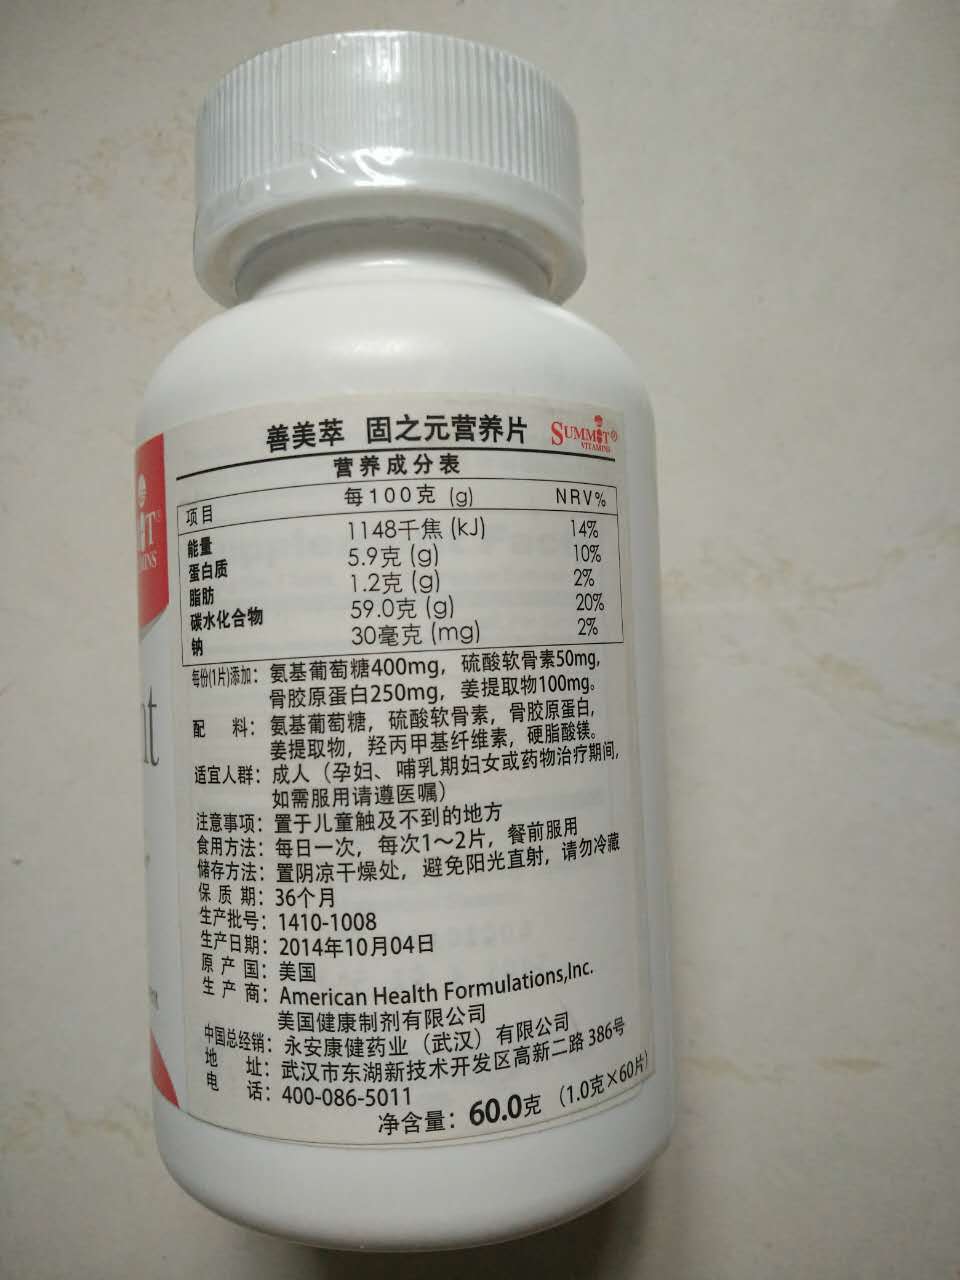 善美萃 固之元营养片 SUMMIT®
VITAMINS
营养成分表
项目 每100克 (g) NRV%
能量 1148千焦 (kJ) 14%
蛋白质 5.9克 (g) 10%
脂肪 1.2克 (g) 2%
碳水化合物 59.0克 (g) 20%
钠 30毫克 (mg) 2%
每份(1片)添加：氨基葡萄糖400mg，硫酸软骨素50mg，
骨胶原蛋白250mg，姜提取物100mg。
配 料：氨基葡萄糖，硫酸软骨素，骨胶原蛋白，
姜提取物，羟丙甲基纤维素，硬脂酸镁。
适宜人群：成人（孕妇、哺乳期妇女或药物治疗期间，
如需服用请遵医嘱）
注意事项：置于儿童触及不到的地方
食用方法：每日一次，每次1～2片，餐前服用
储存方法：置阴凉干燥处，避免阳光直射，请勿冷藏
保 质 期：36个月
生产批号：1410-1008
生产日期：2014年10月04日
原 产 国：美国
生 产 商：American Health Formulations,Inc.
美国健康制剂有限公司
中国总经销：永安康健药业（武汉）有限公司
地 址：武汉市东湖新技术开发区高新二路 386号
电 话：400-086-5011
净含量：60.0克 （1.0克×60片）